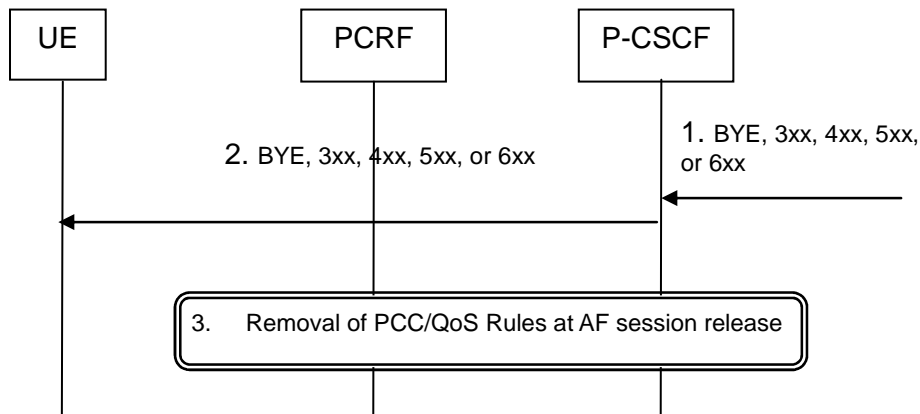 UE
PCRF
P-CSCF
1. BYE, 3xx, 4xx, 5xx,
or 6xx
2. BYE, 3xx, 4xx, 5xx, or 6xx
3. Removal of PCC/QoS Rules at AF session release